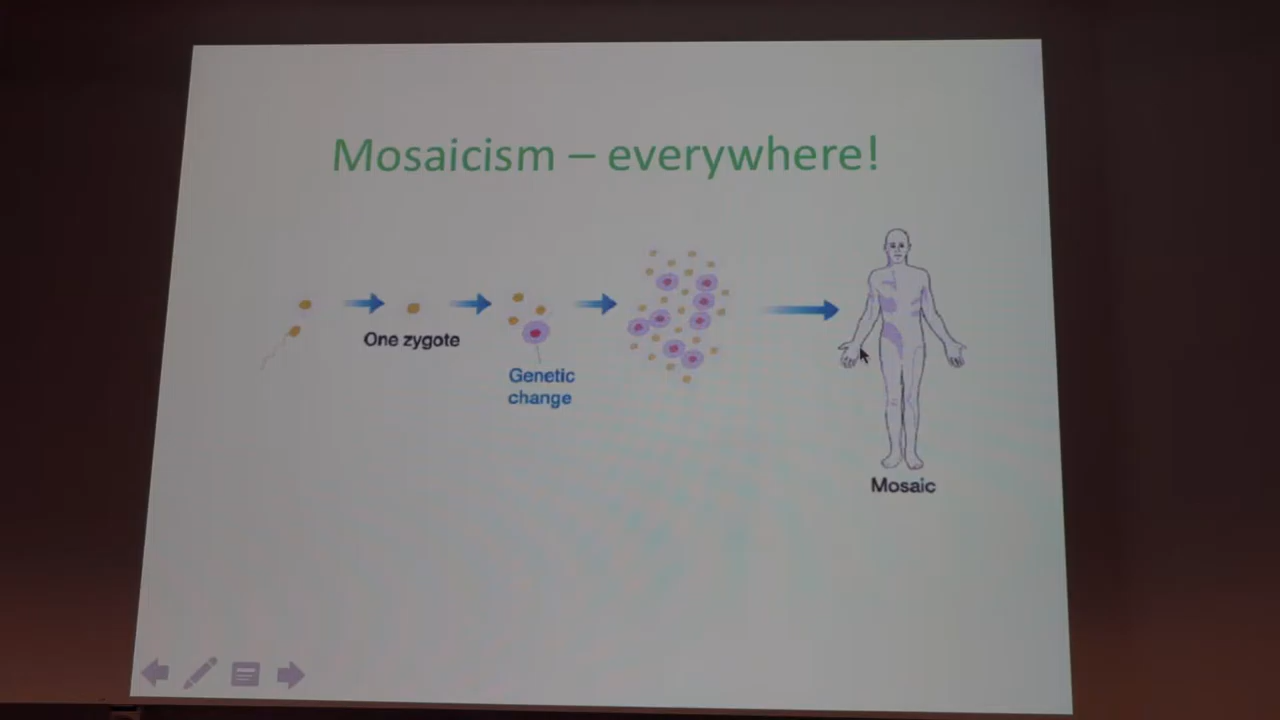 Mosaicism – everywhere!
One zygote
Genetic
change
Mosaic